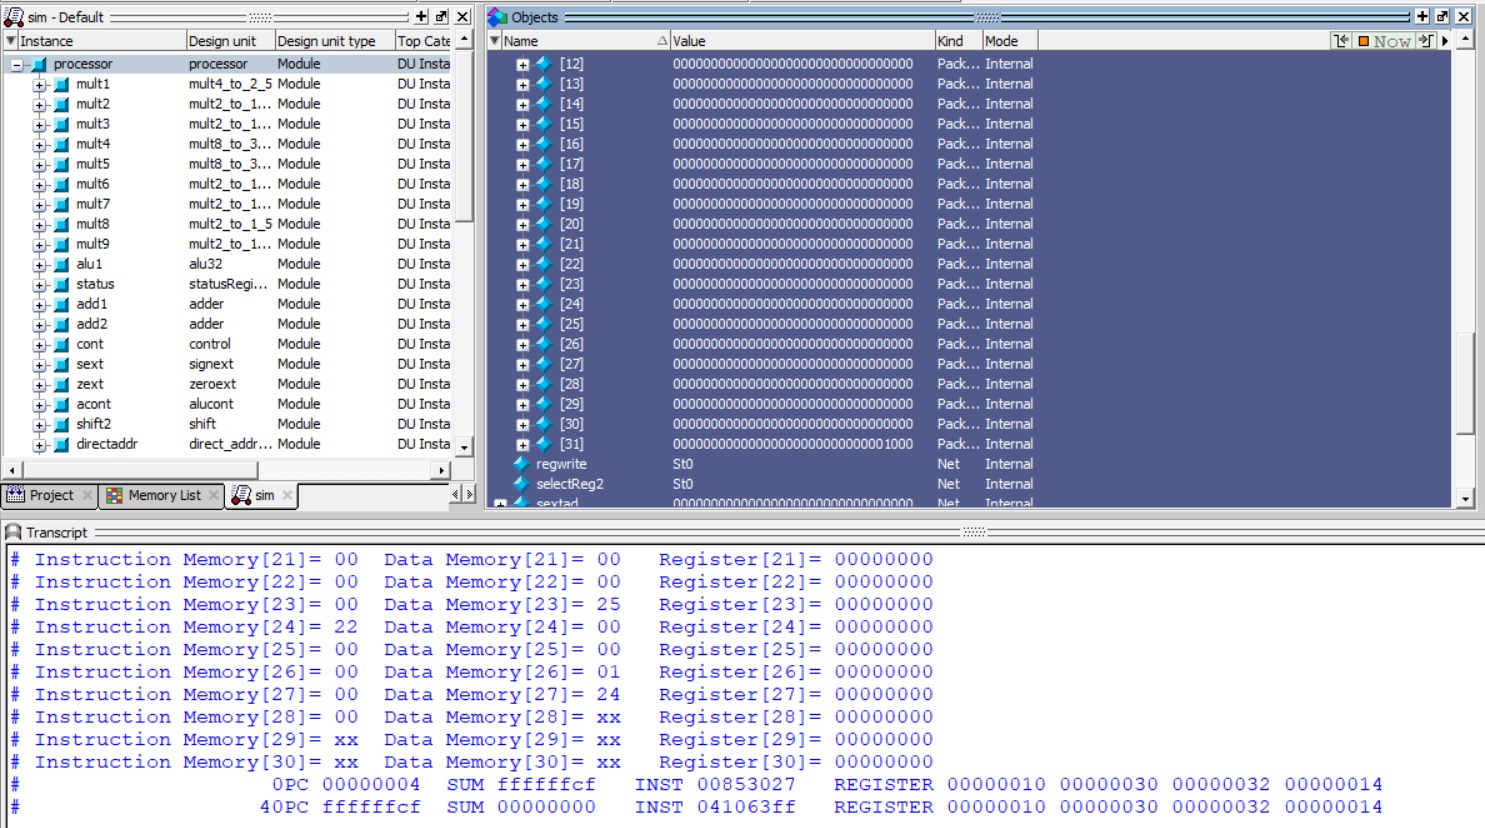 sim - Default
Instance Design unit Design unit type Top Cate
processor processor Module DU Insta
mult1 mult4_to_2_5 Module DU Insta
mult2 mult2_to_1... Module DU Insta
mult3 mult2_to_1... Module DU Insta
mult4 mult8_to_3... Module DU Insta
mult5 mult8_to_3... Module DU Insta
mult6 mult2_to_1... Module DU Insta
mult7 mult2_to_1... Module DU Insta
mult8 mult2_to_1_5 Module DU Insta
mult9 mult2_to_1... Module DU Insta
alu1 alu32 Module DU Insta
status statusRegi... Module DU Insta
add1 adder Module DU Insta
add2 adder Module DU Insta
cont control Module DU Insta
sext signext Module DU Insta
zext zeroext Module DU Insta
acont alucont Module DU Insta
shift2 shift Module DU Insta
directaddr direct_addr... Module DU Insta
Project Memory List sim
Objects
Name Value Kind Mode Now
[12] 00000000000000000000000000000000 Pack... Internal
[13] 00000000000000000000000000000000 Pack... Internal
[14] 00000000000000000000000000000000 Pack... Internal
[15] 00000000000000000000000000000000 Pack... Internal
[16] 00000000000000000000000000000000 Pack... Internal
[17] 00000000000000000000000000000000 Pack... Internal
[18] 00000000000000000000000000000000 Pack... Internal
[19] 00000000000000000000000000000000 Pack... Internal
[20] 00000000000000000000000000000000 Pack... Internal
[21] 00000000000000000000000000000000 Pack... Internal
[22] 00000000000000000000000000000000 Pack... Internal
[23] 00000000000000000000000000000000 Pack... Internal
[24] 00000000000000000000000000000000 Pack... Internal
[25] 00000000000000000000000000000000 Pack... Internal
[26] 00000000000000000000000000000000 Pack... Internal
[27] 00000000000000000000000000000000 Pack... Internal
[28] 00000000000000000000000000000000 Pack... Internal
[29] 00000000000000000000000000000000 Pack... Internal
[30] 00000000000000000000000000000000 Pack... Internal
[31] 00000000000000000000000000001000 Pack... Internal
regwrite St0 Net Internal
selectReg2 St0 Net Internal
sextad 00000000000000000000000000000000 Net Internal
Transcript
# Instruction Memory[21]= 00 Data Memory[21]= 00 Register[21]= 00000000
# Instruction Memory[22]= 00 Data Memory[22]= 00 Register[22]= 00000000
# Instruction Memory[23]= 00 Data Memory[23]= 25 Register[23]= 00000000
# Instruction Memory[24]= 22 Data Memory[24]= 00 Register[24]= 00000000
# Instruction Memory[25]= 00 Data Memory[25]= 00 Register[25]= 00000000
# Instruction Memory[26]= 00 Data Memory[26]= 01 Register[26]= 00000000
# Instruction Memory[27]= 00 Data Memory[27]= 24 Register[27]= 00000000
# Instruction Memory[28]= 00 Data Memory[28]= xx Register[28]= 00000000
# Instruction Memory[29]= xx Data Memory[29]= xx Register[29]= 00000000
# Instruction Memory[30]= xx Data Memory[30]= xx Register[30]= 00000000
# 0PC 00000004 SUM ffffffcf INST 00853027 REGISTER 00000010 00000030 00000032 00000014
# 40PC ffffffcf SUM 00000000 INST 041063ff REGISTER 00000010 00000030 00000032 00000014